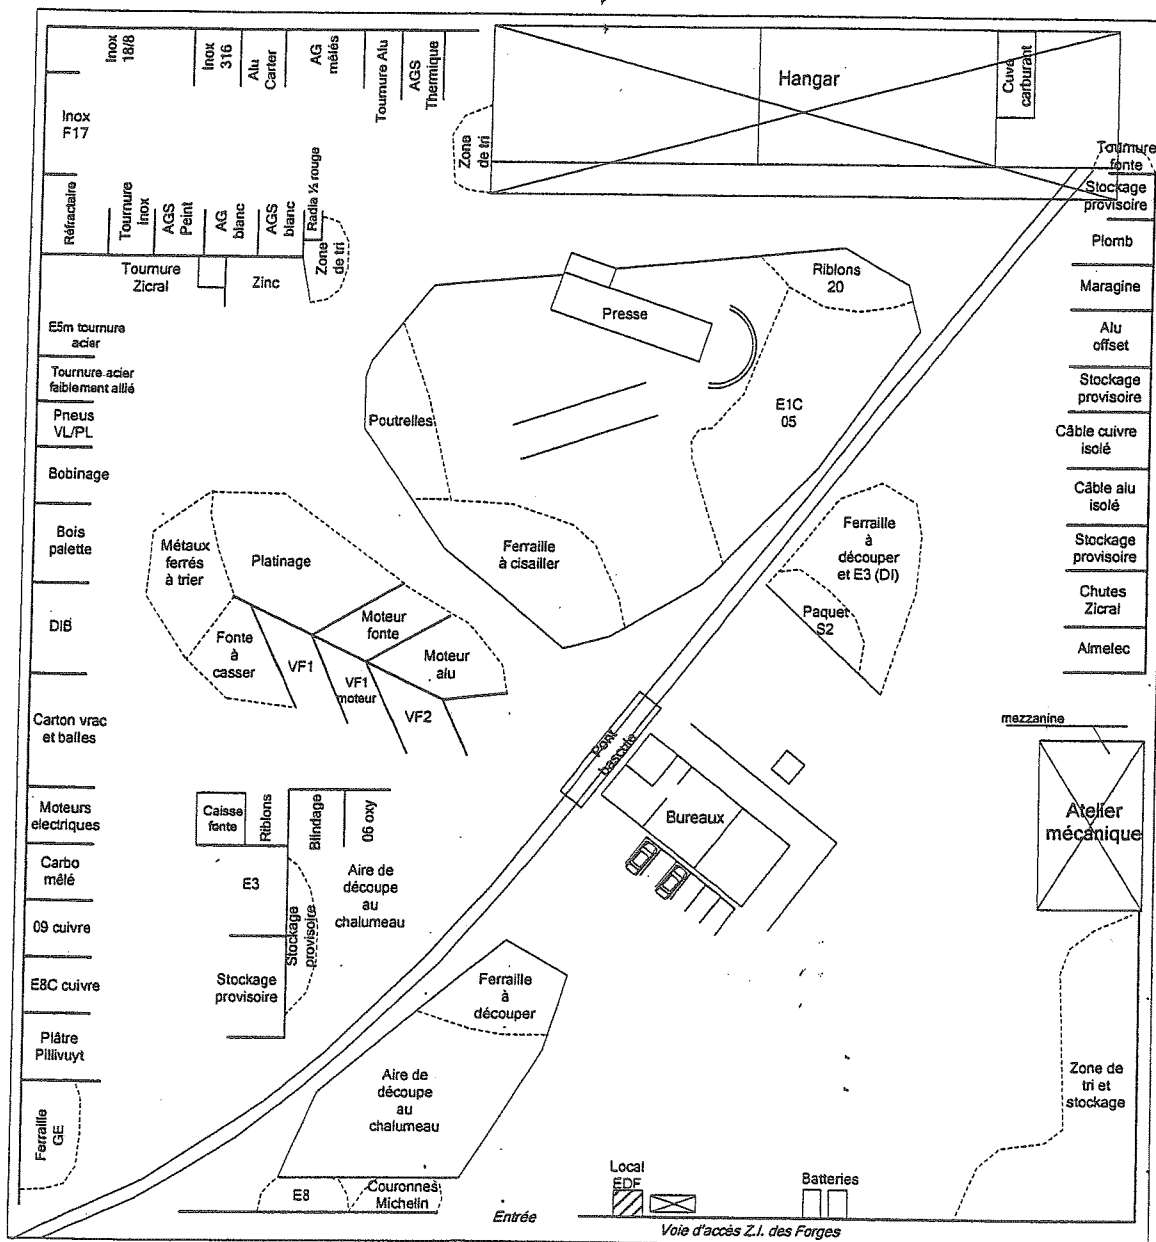 Inox
18/8
Inox
316
Alu
Carter
AG
mêlés
Tournure Alu
AGS
Thermique
Hangar
Cuve
carburant
Inox
F17
Zone
de tri
Tournure
fonte
Stockage
provisoire
Réfractaire
Tournure
Inox
AGS
Peint
AG
blanc
AGS
blanc
Radia ½ rouge
Zone
de tri
Plomb
Tournure
Zicral
Zinc
Riblons
20
Maragine
Presse
E5m tournure
acier
Alu
offset
Tournure acier
faiblement allié
Stockage
provisoire
Pneus
VL/PL
Poutrelles
E1C
05
Câble cuivre
isolé
Bobinage
Câble alu
isolé
Bois
palette
Métaux
ferrés
à trier
Platinage
Ferraille
à cisailler
Ferraille
à
découper
et E3 (DI)
Stockage
provisoire
Chutes
Zicral
DIB
Moteur
fonte
Paquet
S2
Fonte
à
casser
VF1
Moteur
alu
Almelec
VF1
moteur
VF2
Carton vrac
et balles
Pont
bascule
mezzanine
Moteurs
electriques
Caisse
fonte
Riblons
Blindage
06 oxy
Bureaux
Atelier
mécanique
Carbo
mêlé
E3
Aire de
découpe
au
chalumeau
09 cuivre
Stockage
provisoire
E8C cuivre
Stockage
provisoire
Ferraille
à
découper
Plâtre
Pillivuyt
Aire de
découpe
au
chalumeau
Zone de
tri et
stockage
Ferraille
GE
E8
Couronnes
Michelin
Local
EDF
Batteries
Entrée
Voie d'accès Z.I. des Forges